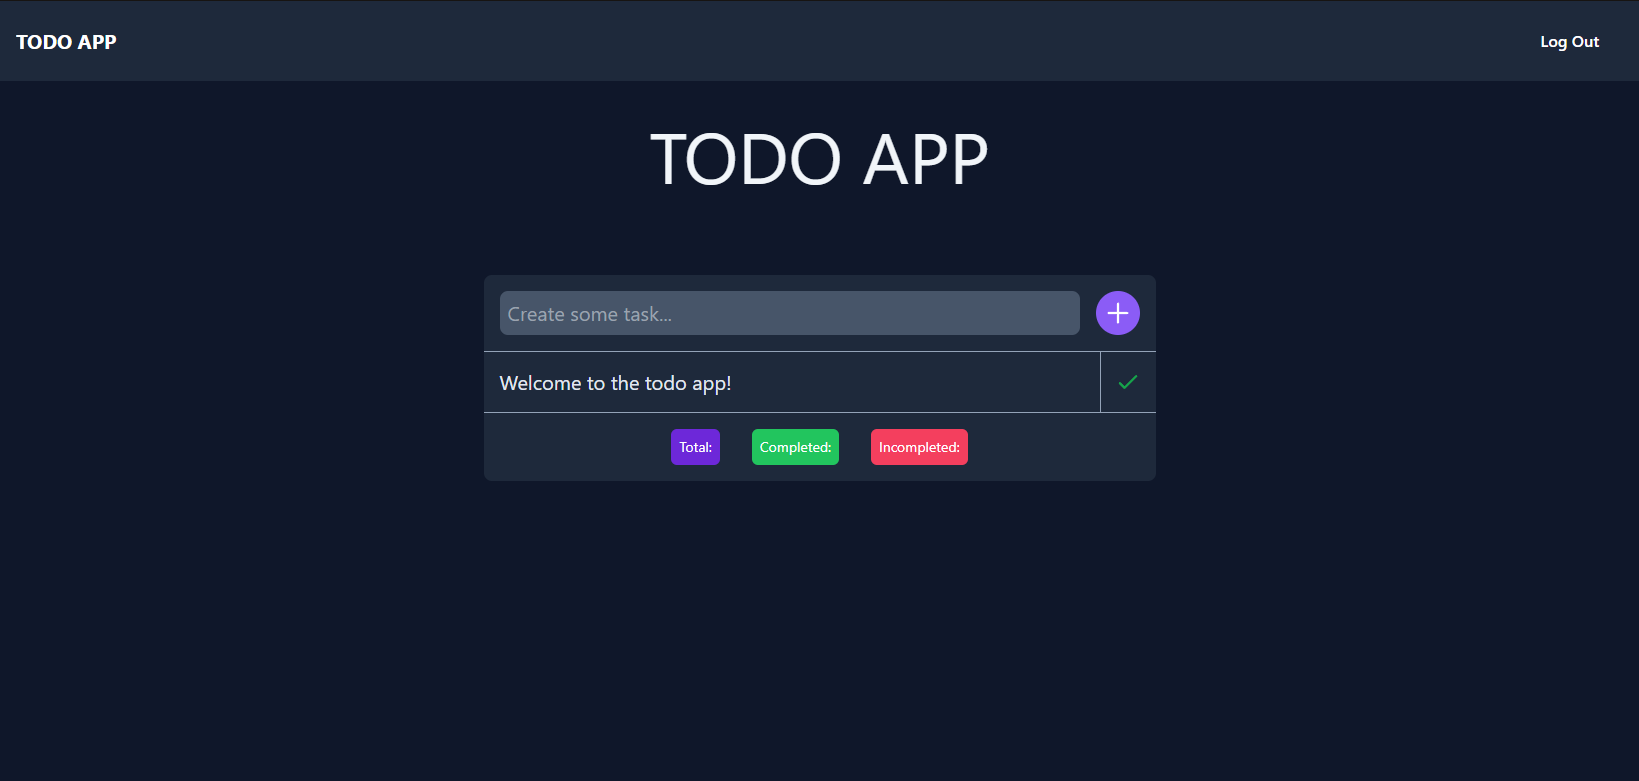 TODO APP
Log Out
TODO APP
Create some task...
Welcome to the todo app!
Total:
Completed:
Incompleted: